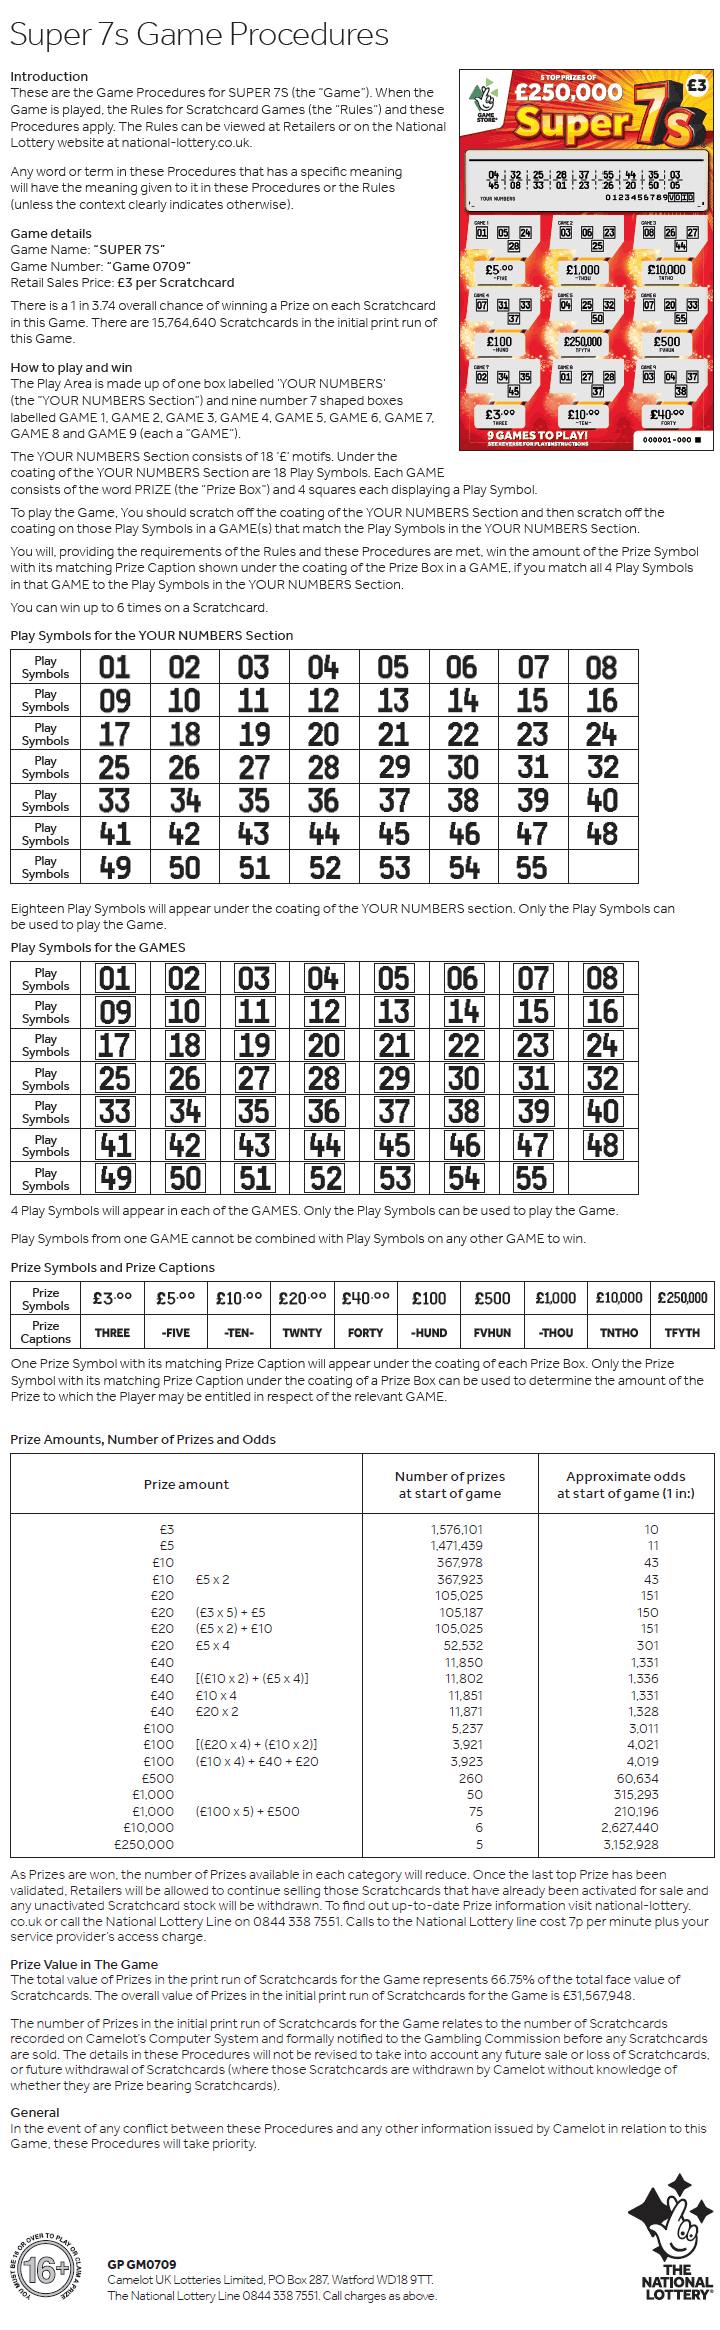 Super 7s Game Procedures
Introduction
These are the Game Procedures for SUPER 7S (the “Game”). When the
Game is played, the Rules for Scratchcard Games (the “Rules”) and these
Procedures apply. The Rules can be viewed at Retailers or on the National
Lottery website at national-lottery.co.uk.
Any word or term in these Procedures that has a specific meaning
will have the meaning given to it in these Procedures or the Rules
(unless the context clearly indicates otherwise).
Game details
Game Name: “SUPER 7S”
Game Number: “Game 0709”
Retail Sales Price: £3 per Scratchcard
There is a 1 in 3.74 overall chance of winning a Prize on each Scratchcard
in this Game. There are 15,764,640 Scratchcards in the initial print run of
this Game.
How to play and win
The Play Area is made up of one box labelled ‘YOUR NUMBERS’
(the “YOUR NUMBERS Section”) and nine number 7 shaped boxes
labelled GAME 1, GAME 2, GAME 3, GAME 4, GAME 5, GAME 6, GAME 7,
GAME 8 and GAME 9 (each a “GAME”).
The YOUR NUMBERS Section consists of 18 ‘£’ motifs. Under the
coating of the YOUR NUMBERS Section are 18 Play Symbols. Each GAME
consists of the word PRIZE (the “Prize Box”) and 4 squares each displaying a Play Symbol.
5 TOP PRIZES OF
£250,000
£3
GAME
STORE
Super 7s
04 32 25 28 37 55 44 35 03
45 08 33 01 23 26 20 50 05
YOUR NUMBERS 0123456789VOID
GAME 1 GAME 2 GAME 3
01 05 24 03 06 23 08 26 27
28 25 44
£5.00 £1,000 £10,000
-FIVE -THOU TNTHO
GAME 4 GAME 5 GAME 6
07 31 33 04 25 32 07 20 33
37 50 55
£100 £250,000 £500
-HUND TFYTH FVHUN
GAME 7 GAME 8 GAME 9
02 34 35 01 27 28 03 04 37
45 37 38
£3.00 £10.00 £40.00
THREE -TEN- FORTY
9 GAMES TO PLAY!
SEE REVERSE FOR PLAY INSTRUCTIONS
000001-000
To play the Game, You should scratch off the coating of the YOUR NUMBERS Section and then scratch off the
coating on those Play Symbols in a GAME(s) that match the Play Symbols in the YOUR NUMBERS Section.
You will, providing the requirements of the Rules and these Procedures are met, win the amount of the Prize Symbol
with its matching Prize Caption shown under the coating of the Prize Box in a GAME, if you match all 4 Play Symbols
in that GAME to the Play Symbols in the YOUR NUMBERS Section.
You can win up to 6 times on a Scratchcard.
Play Symbols for the YOUR NUMBERS Section
Play Symbols 01 02 03 04 05 06 07 08
Play Symbols 09 10 11 12 13 14 15 16
Play Symbols 17 18 19 20 21 22 23 24
Play Symbols 25 26 27 28 29 30 31 32
Play Symbols 33 34 35 36 37 38 39 40
Play Symbols 41 42 43 44 45 46 47 48
Play Symbols 49 50 51 52 53 54 55
Eighteen Play Symbols will appear under the coating of the YOUR NUMBERS section. Only the Play Symbols can
be used to play the Game.
Play Symbols for the GAMES
Play Symbols 01 02 03 04 05 06 07 08
Play Symbols 09 10 11 12 13 14 15 16
Play Symbols 17 18 19 20 21 22 23 24
Play Symbols 25 26 27 28 29 30 31 32
Play Symbols 33 34 35 36 37 38 39 40
Play Symbols 41 42 43 44 45 46 47 48
Play Symbols 49 50 51 52 53 54 55
4 Play Symbols will appear in each of the GAMES. Only the Play Symbols can be used to play the Game.
Play Symbols from one GAME cannot be combined with Play Symbols on any other GAME to win.
Prize Symbols and Prize Captions
Prize Symbols £3.00 £5.00 £10.00 £20.00 £40.00 £100 £500 £1,000 £10,000 £250,000
Prize Captions THREE -FIVE -TEN- TWNTY FORTY -HUND FVHUN -THOU TNTHO TFYTH
One Prize Symbol with its matching Prize Caption will appear under the coating of each Prize Box. Only the Prize
Symbol with its matching Prize Caption under the coating of a Prize Box can be used to determine the amount of the
Prize to which the Player may be entitled in respect of the relevant GAME.
Prize Amounts, Number of Prizes and Odds
Prize amount Number of prizes at start of game Approximate odds at start of game (1 in:)
£3 1,576,101 10
£5 1,471,439 11
£10 367,978 43
£10 £5 x 2 367,923 43
£20 105,025 151
£20 (£3 x 5) + £5 105,187 150
£20 (£5 x 2) + £10 105,025 151
£20 £5 x 4 52,532 301
£40 11,850 1,331
£40 [(£10 x 2) + (£5 x 4)] 11,802 1,336
£40 £10 x 4 11,851 1,331
£40 £20 x 2 11,871 1,328
£100 5,237 3,011
£100 [(£20 x 4) + (£10 x 2)] 3,921 4,021
£100 (£10 x 4) + £40 + £20 3,923 4,019
£500 260 60,634
£1,000 50 315,293
£1,000 (£100 x 5) + £500 75 210,196
£10,000 6 2,627,440
£250,000 5 3,152,928
As Prizes are won, the number of Prizes available in each category will reduce. Once the last top Prize has been
validated, Retailers will be allowed to continue selling those Scratchcards that have already been activated for sale and
any unactivated Scratchcard stock will be withdrawn. To find out up-to-date Prize information visit national-lottery.
co.uk or call the National Lottery Line on 0844 338 7551. Calls to the National Lottery line cost 7p per minute plus your
service provider’s access charge.
Prize Value in The Game
The total value of Prizes in the print run of Scratchcards for the Game represents 66.75% of the total face value of
Scratchcards. The overall value of Prizes in the initial print run of Scratchcards for the Game is £31,567,948.
The number of Prizes in the initial print run of Scratchcards for the Game relates to the number of Scratchcards
recorded on Camelot’s Computer System and formally notified to the Gambling Commission before any Scratchcards
are sold. The details in these Procedures will not be revised to take into account any future sale or loss of Scratchcards,
or future withdrawal of Scratchcards (where those Scratchcards are withdrawn by Camelot without knowledge of
whether they are Prize bearing Scratchcards).
General
In the event of any conflict between these Procedures and any other information issued by Camelot in relation to this
Game, these Procedures will take priority.
YOU MUST BE 16 OR OVER TO PLAY OR CLAIM A PRIZE
16+
GP GM0709
Camelot UK Lotteries Limited, PO Box 287, Watford WD18 9TT.
The National Lottery Line 0844 338 7551. Call charges as above.
THE
NATIONAL
LOTTERY